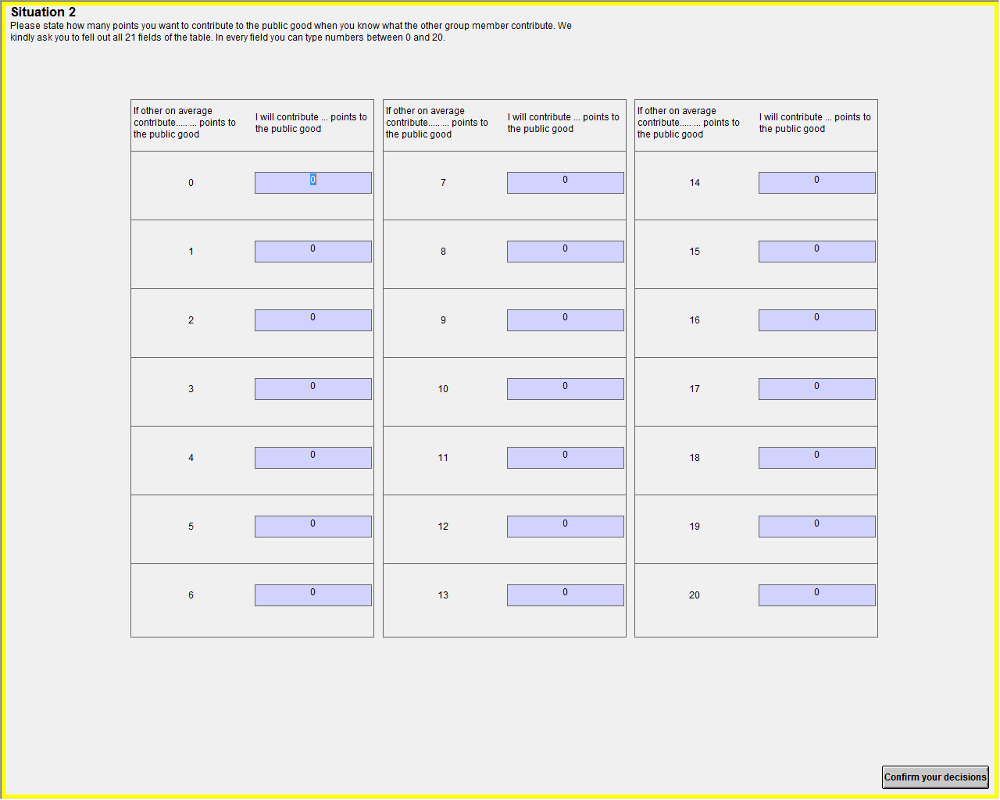 Situation 2
Please state how many points you want to contribute to the public good when you know what the other group member contribute. We
kindly ask you to fell out all 21 fields of the table. In every field you can type numbers between 0 and 20.
If other on average
contribute..... ... points to
the public good
I will contribute ... points to
the public good
0 0
1 0
2 0
3 0
4 0
5 0
6 0
If other on average
contribute..... ... points to
the public good
I will contribute ... points to
the public good
7 0
8 0
9 0
10 0
11 0
12 0
13 0
If other on average
contribute..... ... points to
the public good
I will contribute ... points to
the public good
14 0
15 0
16 0
17 0
18 0
19 0
20 0
Confirm your decisions